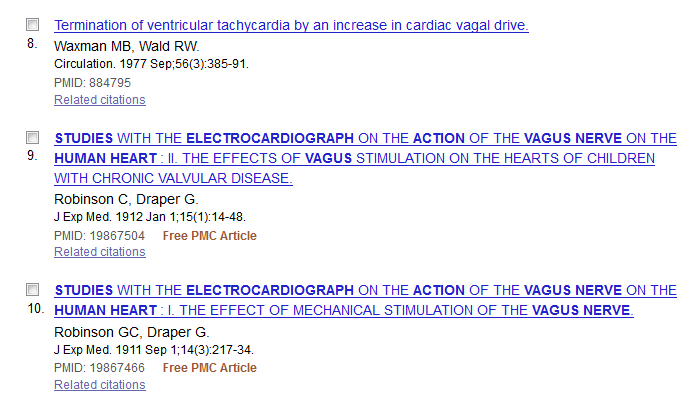 Termination of ventricular tachycardia by an increase in cardiac vagal drive.
8.
Waxman MB, Wald RW.
Circulation. 1977 Sep;56(3):385-91.
PMID: 884795
Related citations
STUDIES WITH THE ELECTROCARDIOGRAPH ON THE ACTION OF THE VAGUS NERVE ON THE
9.
HUMAN HEART : II. THE EFFECTS OF VAGUS STIMULATION ON THE HEARTS OF CHILDREN
WITH CHRONIC VALVULAR DISEASE.
Robinson C, Draper G.
J Exp Med. 1912 Jan 1;15(1):14-48.
PMID: 19867504 Free PMC Article
Related citations
STUDIES WITH THE ELECTROCARDIOGRAPH ON THE ACTION OF THE VAGUS NERVE ON THE
10.
HUMAN HEART : I. THE EFFECT OF MECHANICAL STIMULATION OF THE VAGUS NERVE.
Robinson GC, Draper G.
J Exp Med. 1911 Sep 1;14(3):217-34.
PMID: 19867466 Free PMC Article
Related citations